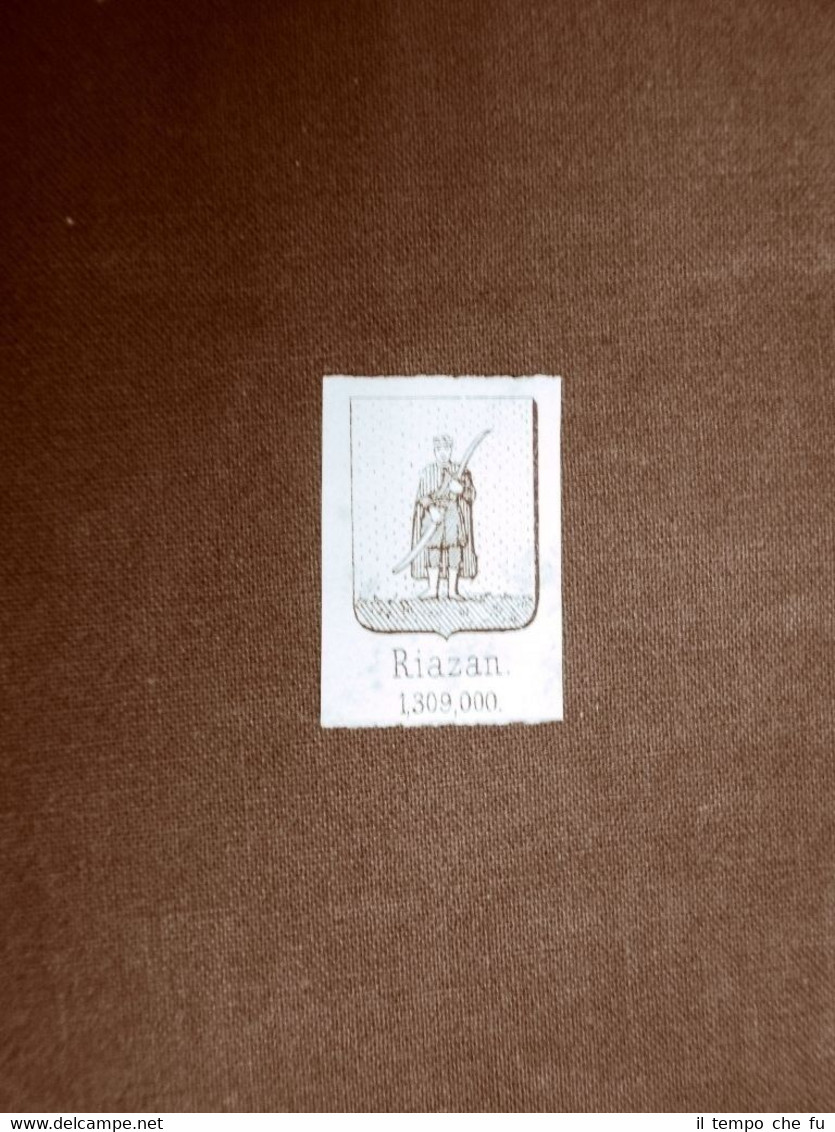 Riazan.
1,309,000.
www.delcampe.net
il tempo che fu